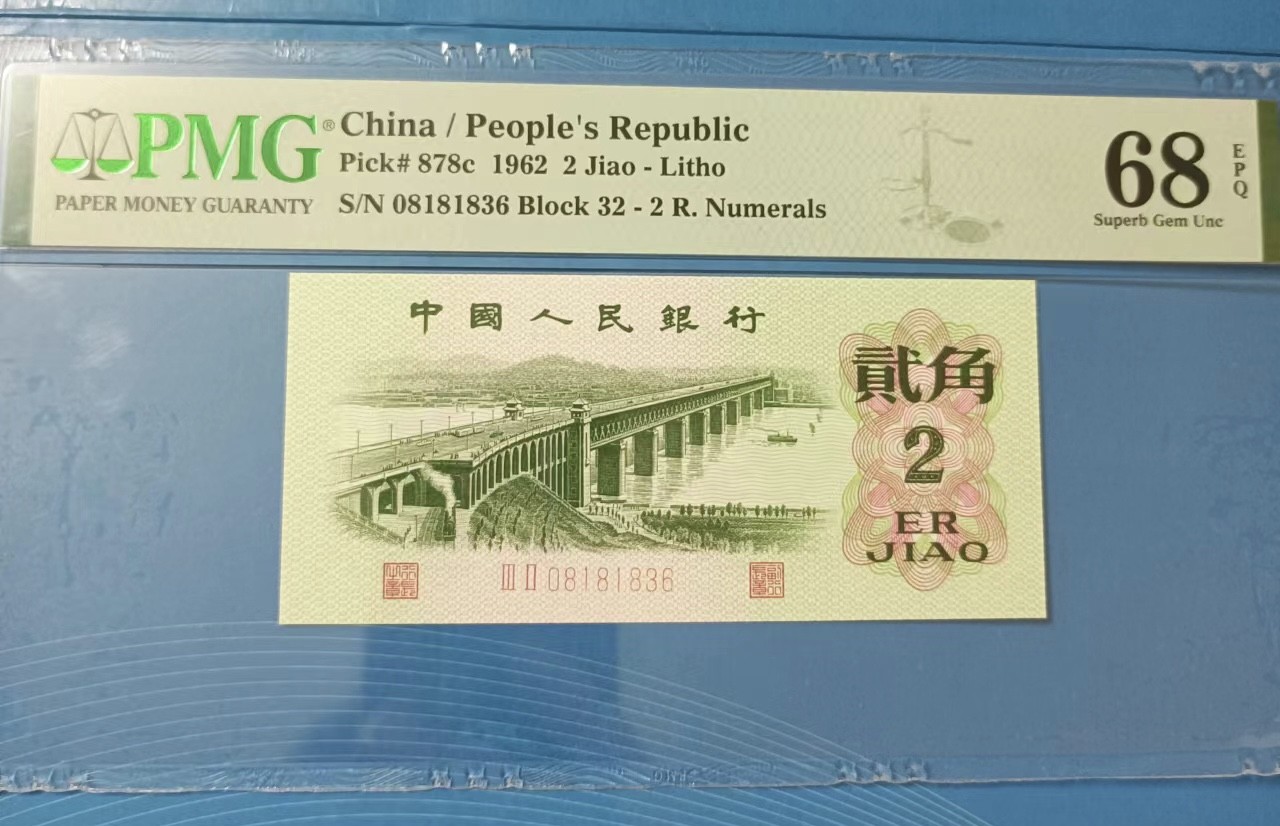 PMG®
PAPER MONEY GUARANTY
China / People's Republic
Pick# 878c 1962 2 Jiao - Litho
S/N 08181836 Block 32 - 2 R. Numerals
68
EPQ
Superb Gem Unc
中國人民銀行
貳角
2
ER
JIAO
III II 08181836